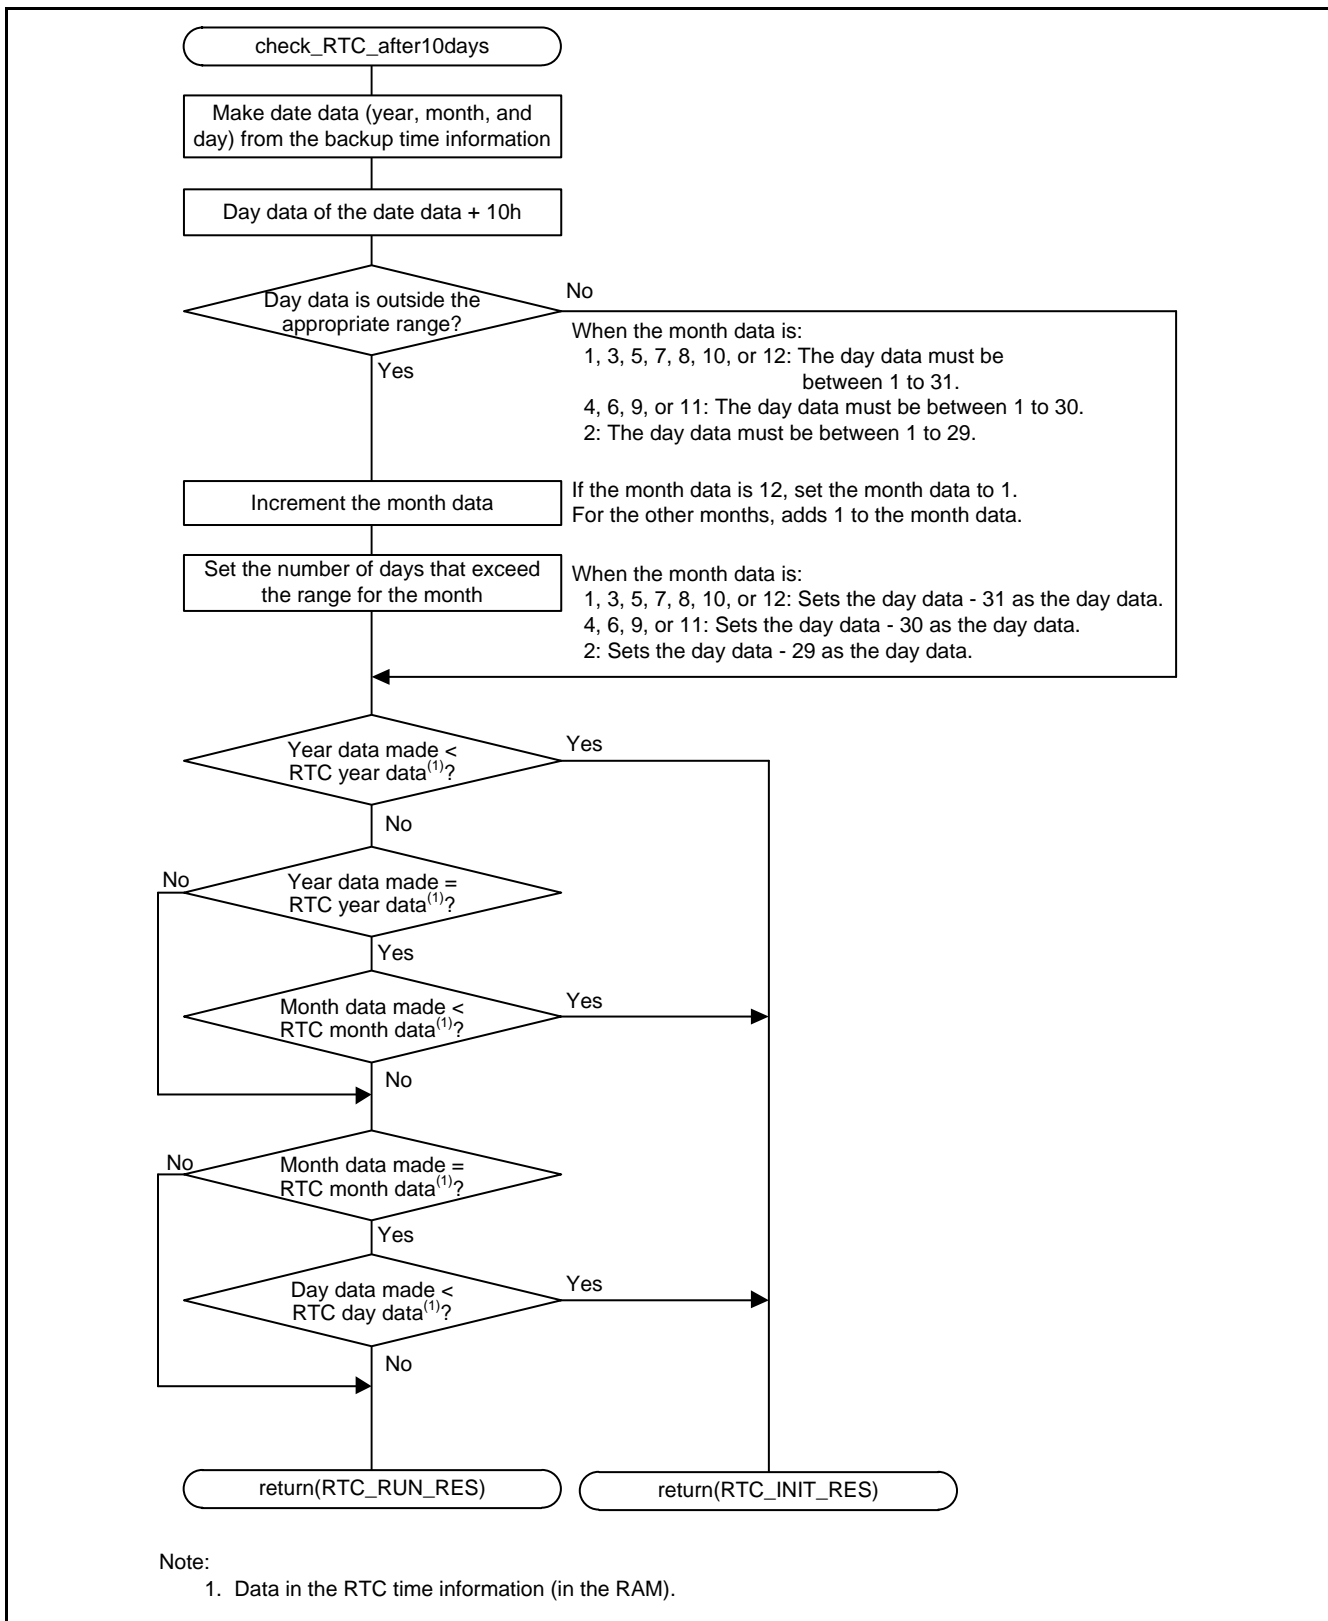 check_RTC_after10days
Make date data (year, month, and
day) from the backup time information
Day data of the date data + 10h
Day data is outside the
appropriate range?
No
Yes
When the month data is:
1, 3, 5, 7, 8, 10, or 12: The day data must be
between 1 to 31.
4, 6, 9, or 11: The day data must be between 1 to 30.
2: The day data must be between 1 to 29.
Increment the month data
If the month data is 12, set the month data to 1.
For the other months, adds 1 to the month data.
Set the number of days that exceed
the range for the month
When the month data is:
1, 3, 5, 7, 8, 10, or 12: Sets the day data - 31 as the day data.
4, 6, 9, or 11: Sets the day data - 30 as the day data.
2: Sets the day data - 29 as the day data.
Year data made <
RTC year data(1)?
Yes
No
Year data made =
RTC year data(1)?
No
Yes
Month data made <
RTC month data(1)?
Yes
No
Month data made =
RTC month data(1)?
No
Yes
Day data made <
RTC day data(1)?
Yes
No
return(RTC_RUN_RES)
return(RTC_INIT_RES)
Note:
1. Data in the RTC time information (in the RAM).